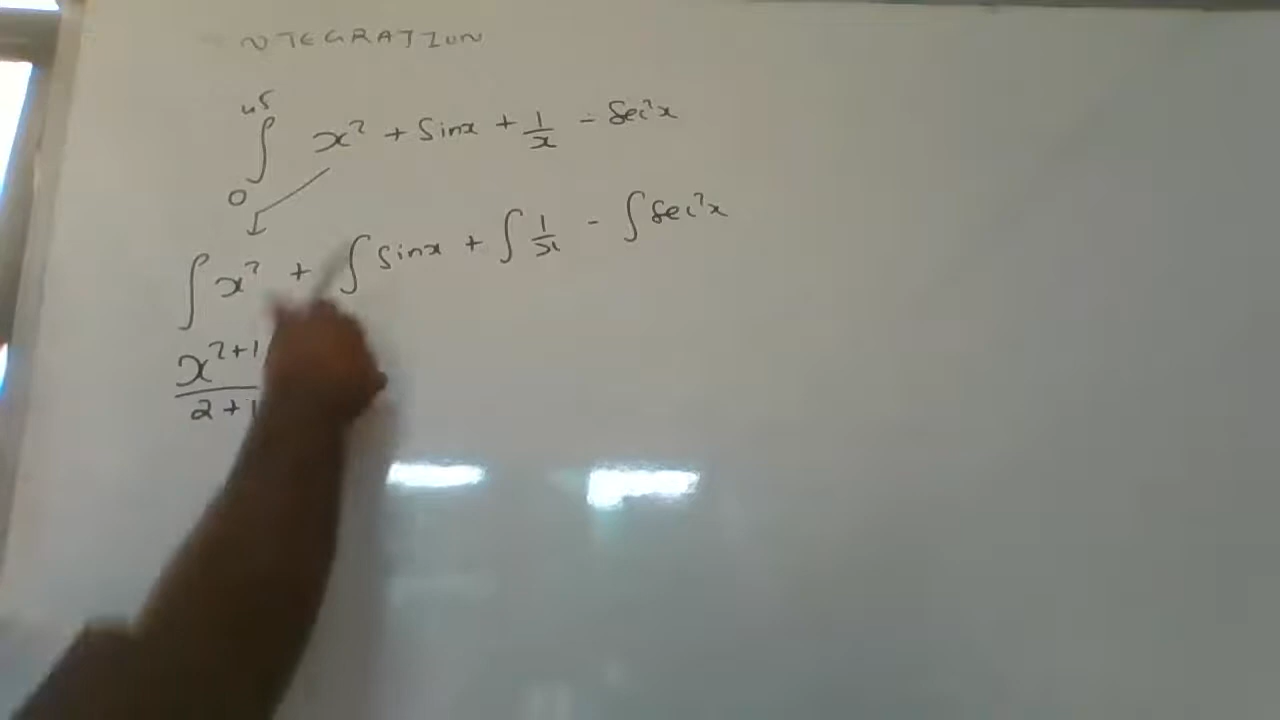 NTEGRATION
45
∫ x² + Sinx + 1/x - Sec²x
0
∫x² + ∫sinx + ∫1/x - ∫sec²x
x²⁺¹
2+1